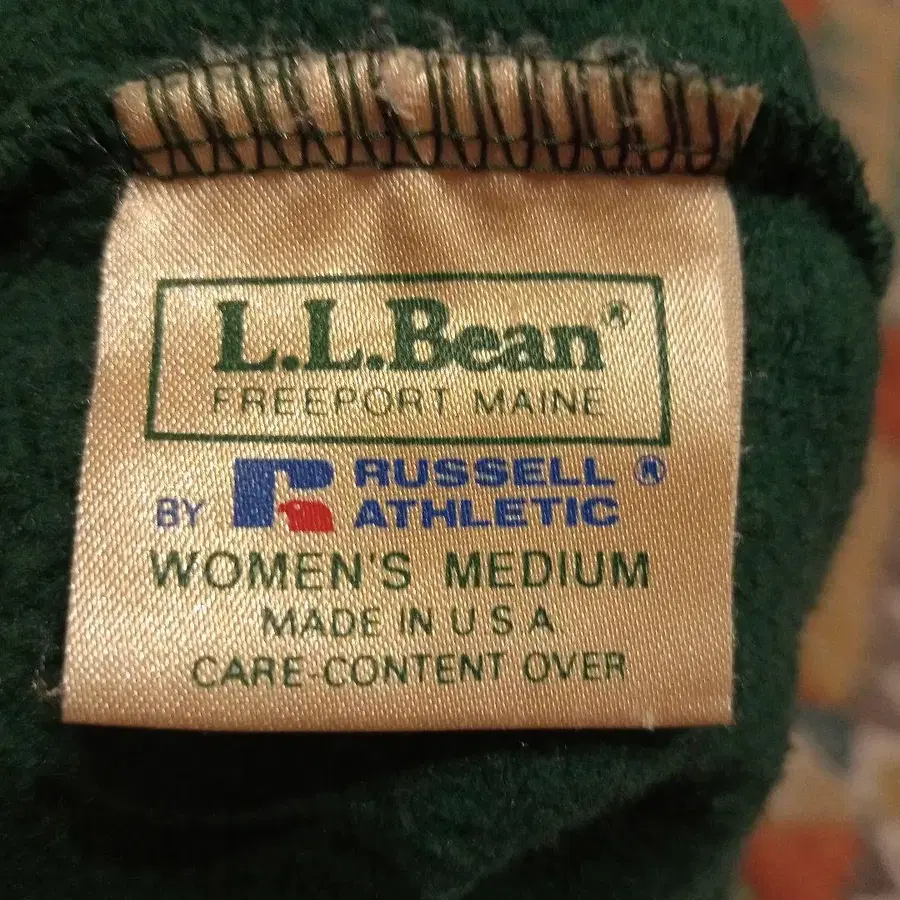 L.L.Bean®
FREEPORT, MAINE
BY RUSSELL ®
ATHLETIC
WOMEN'S MEDIUM
MADE IN U S A
CARE-CONTENT OVER